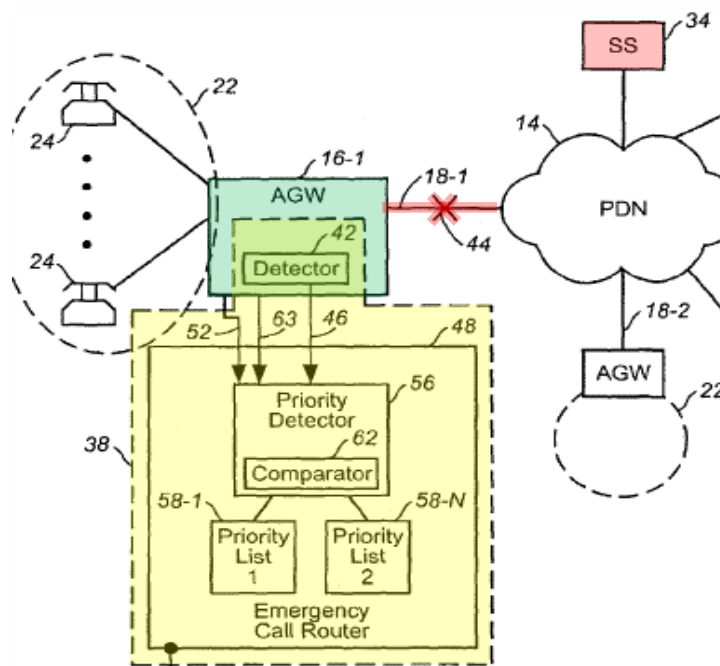 34
SS
22
14
24
16-1
AGW
18-1
PDN
42
44
Detector
24
18-2
52
63
46
48
AGW
56
Priority
Detector
22
38
62
Comparator
58-1
58-N
Priority
List
1
Priority
List
2
Emergency
Call Router